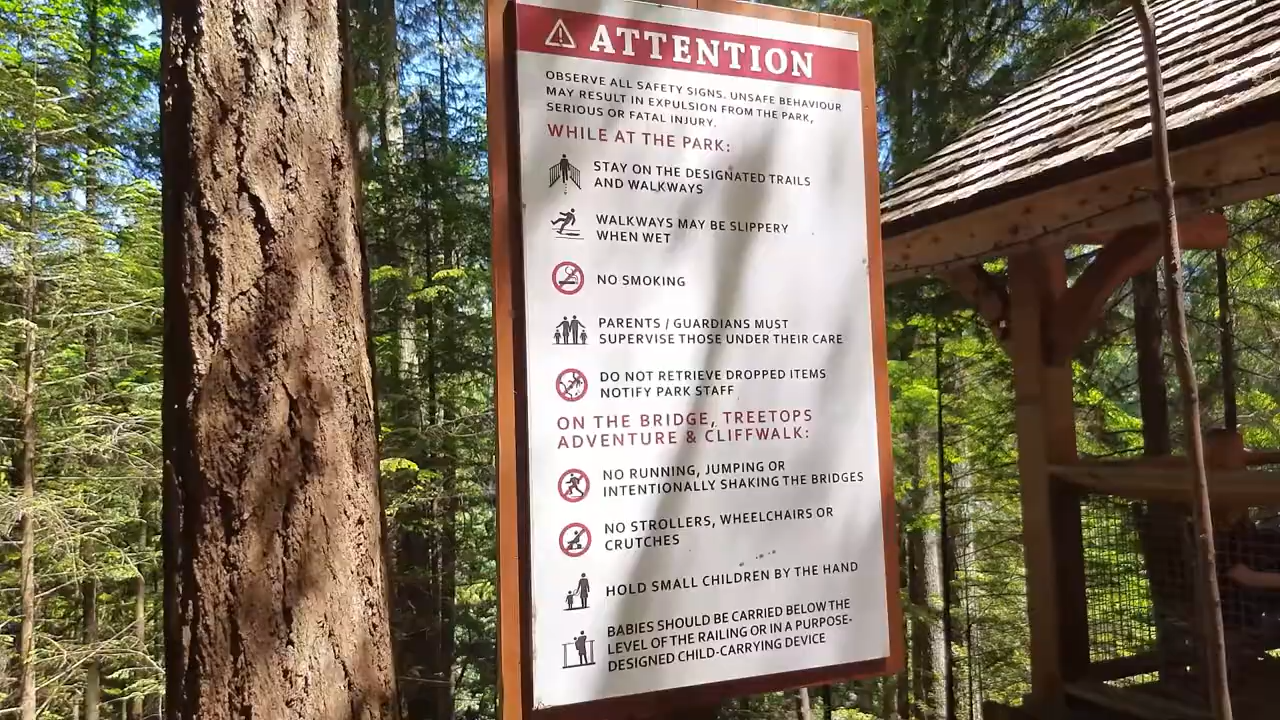 ATTENTION
OBSERVE ALL SAFETY SIGNS. UNSAFE BEHAVIOUR
MAY RESULT IN EXPULSION FROM THE PARK,
SERIOUS OR FATAL INJURY.
WHILE AT THE PARK:
STAY ON THE DESIGNATED TRAILS
AND WALKWAYS
WALKWAYS MAY BE SLIPPERY
WHEN WET
NO SMOKING
PARENTS / GUARDIANS MUST
SUPERVISE THOSE UNDER THEIR CARE
DO NOT RETRIEVE DROPPED ITEMS
NOTIFY PARK STAFF
ON THE BRIDGE, TREETOPS
ADVENTURE & CLIFFWALK:
NO RUNNING, JUMPING OR
INTENTIONALLY SHAKING THE BRIDGES
NO STROLLERS, WHEELCHAIRS OR
CRUTCHES
HOLD SMALL CHILDREN BY THE HAND
BABIES SHOULD BE CARRIED BELOW THE
LEVEL OF THE RAILING OR IN A PURPOSE-
DESIGNED CHILD-CARRYING DEVICE